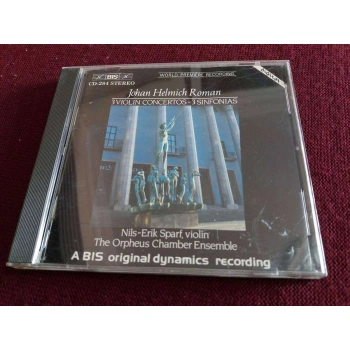 BIS
CD-284 STEREO
WORLD PREMIERE RECORDING
Johan Helmich Roman
3 VIOLIN CONCERTOS - 3 SINFONIAS
Nils-Erik Sparf, violin
The Orpheus Chamber Ensemble
A BIS original dynamics recording